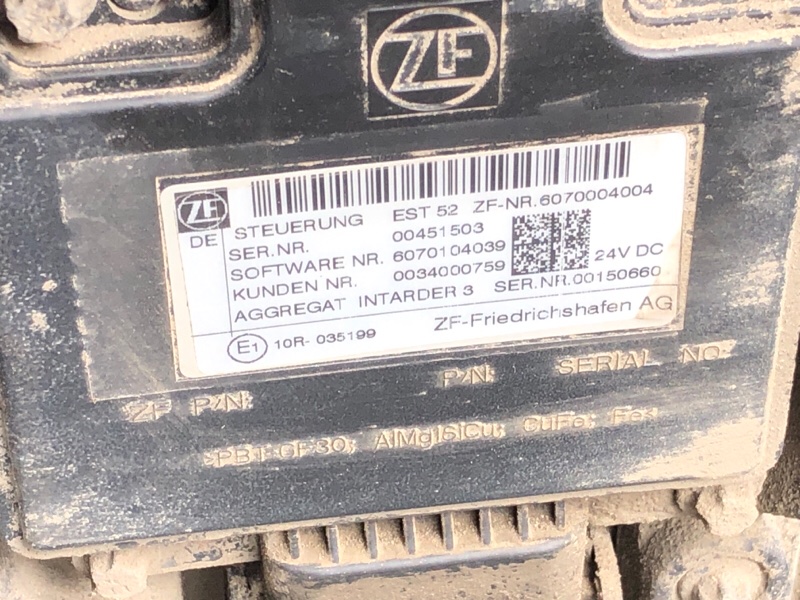 ZF
ZF
STEUERUNG EST 52 ZF-NR.6070004004
DE
SER.NR. 00451503
SOFTWARE NR. 6070104039
KUNDEN NR. 0034000759 24V DC
AGGREGAT INTARDER 3 SER.NR.00150660
E1 10R- 035199 ZF-Friedrichshafen AG
ZF P/N: P/N: SERIAL NO
>PBT GF30; AlMgISICu; CuFe; Fe<